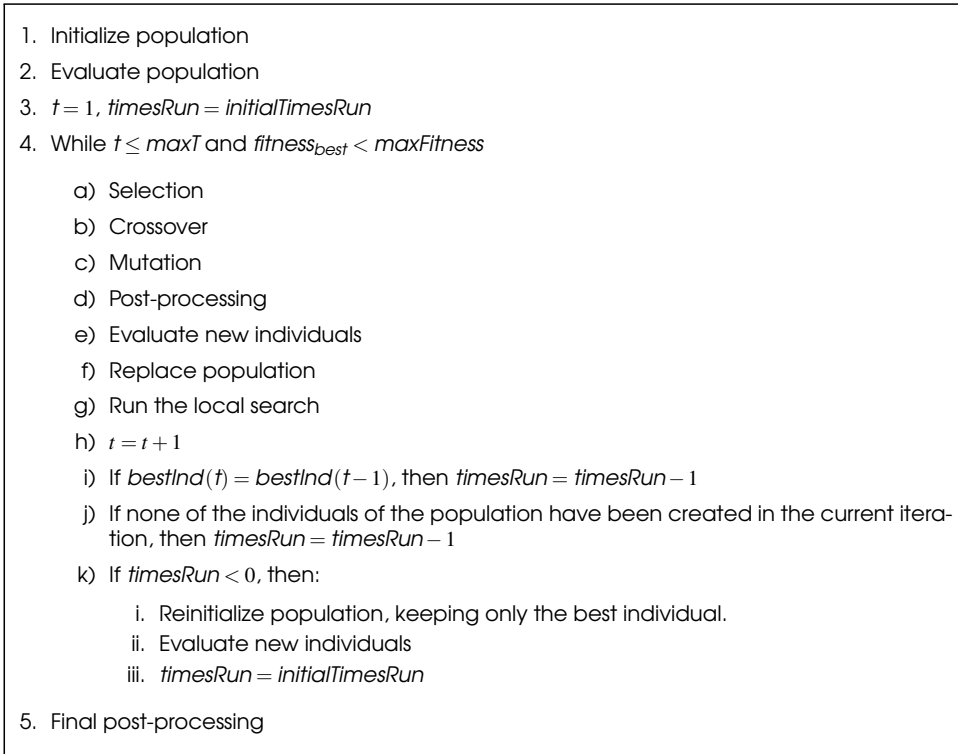 1. Initialize population
2. Evaluate population
3. t = 1, timesRun = initialTimesRun
4. While t ≤ maxT and fitness_best < maxFitness
a) Selection
b) Crossover
c) Mutation
d) Post-processing
e) Evaluate new individuals
f) Replace population
g) Run the local search
h) t = t + 1
i) If bestInd(t) = bestInd(t − 1), then timesRun = timesRun − 1
j) If none of the individuals of the population have been created in the current itera-
tion, then timesRun = timesRun − 1
k) If timesRun < 0, then:
i. Reinitialize population, keeping only the best individual.
ii. Evaluate new individuals
iii. timesRun = initialTimesRun
5. Final post-processing